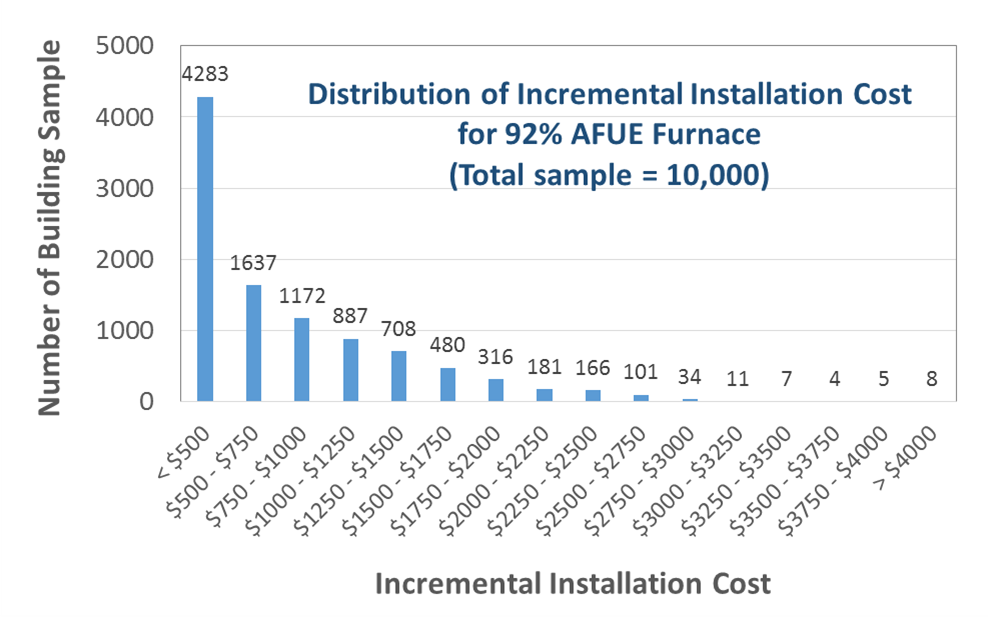 Distribution of Incremental Installation Cost
for 92% AFUE Furnace
(Total sample = 10,000)
Number of Building Sample
5000
4000
3000
2000
1000
0
4283
1637
1172
887
708
480
316
181
166
101
34
11
7
4
5
8
< $500
$500 - $750
$750 - $1000
$1000 - $1250
$1250 - $1500
$1500 - $1750
$1750 - $2000
$2000 - $2250
$2250 - $2500
$2500 - $2750
$2750 - $3000
$3000 - $3250
$3250 - $3500
$3500 - $3750
$3750 - $4000
> $4000
Incremental Installation Cost